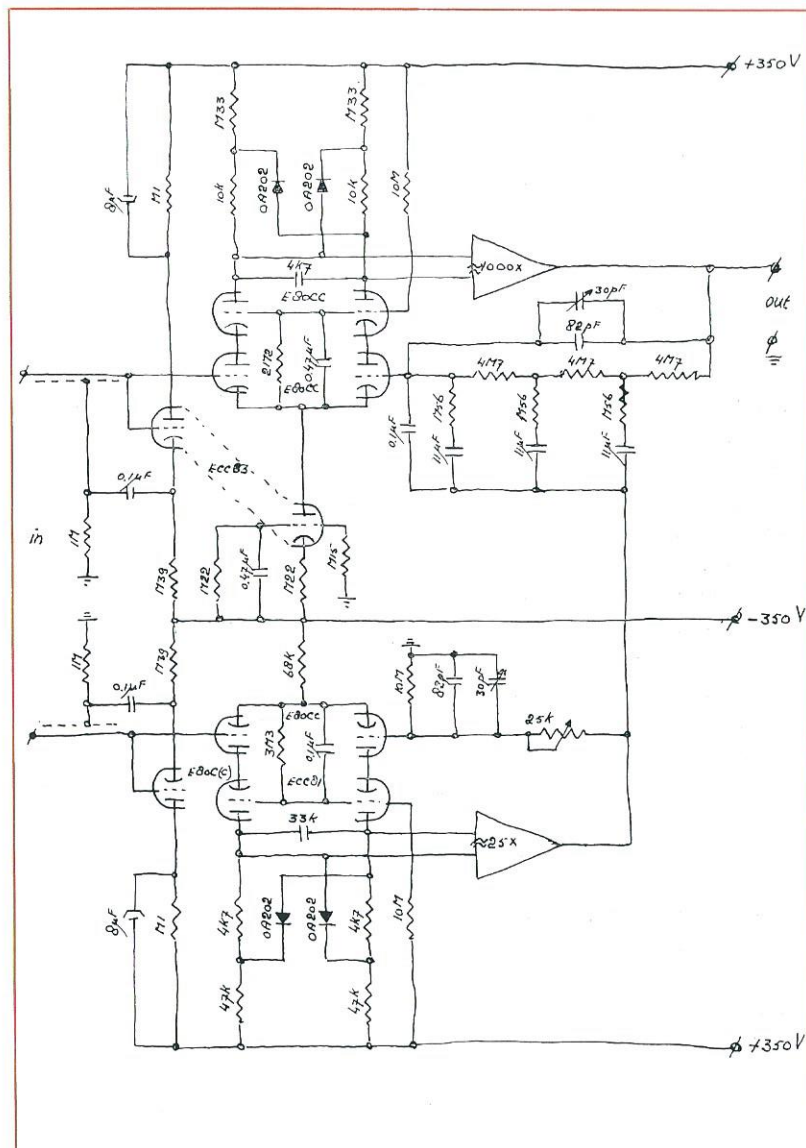 +350V
M33
M33
8µF
M1
10k
OA202
OA202
10k
10M
4K7
≈1000X
30pF
82pF
out
E80CC
2M2
0.47µF
E80CC
4M7
4M7
4M7
M56
M56
M56
0.1µF
1µF
1µF
1µF
ECC83
0.1µF
in
1M
M39
M22
0.47µF
M22
M15
-350V
1M
M39
0.1µF
68k
10M
82pF
30pF
25K
E80CC
3M3
0.1µF
E80C(C)
ECC81
33k
≈25X
8µF
M1
4K7
OA202
OA202
4K7
10M
47K
47K
+350V